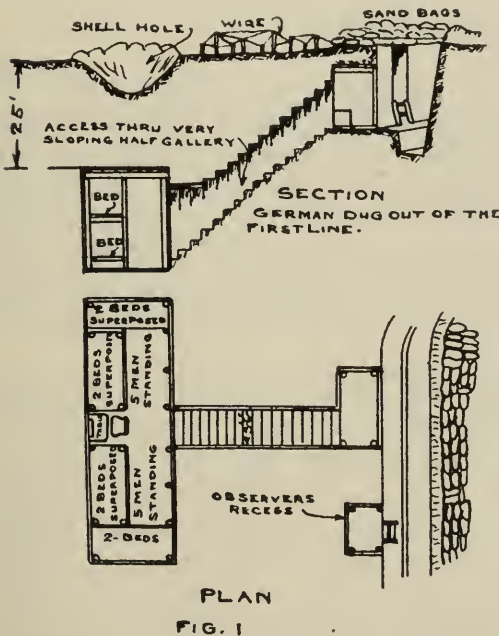 SHELL HOLE
WIRE
SAND BAGS
25'
ACCESS THRU VERY
SLOPING HALF GALLERY
BED
BED
SECTION
GERMAN DUG OUT OF THE
FIRST LINE.
2 BEDS
SUPERPOSED
2 BEDS
SUPERPOSED
5 MEN
STANDING
TABLE
2 BEDS
SUPERPOSED
5 MEN
STANDING
2-BEDS
OBSERVERS
RECESS
PLAN
FIG. 1